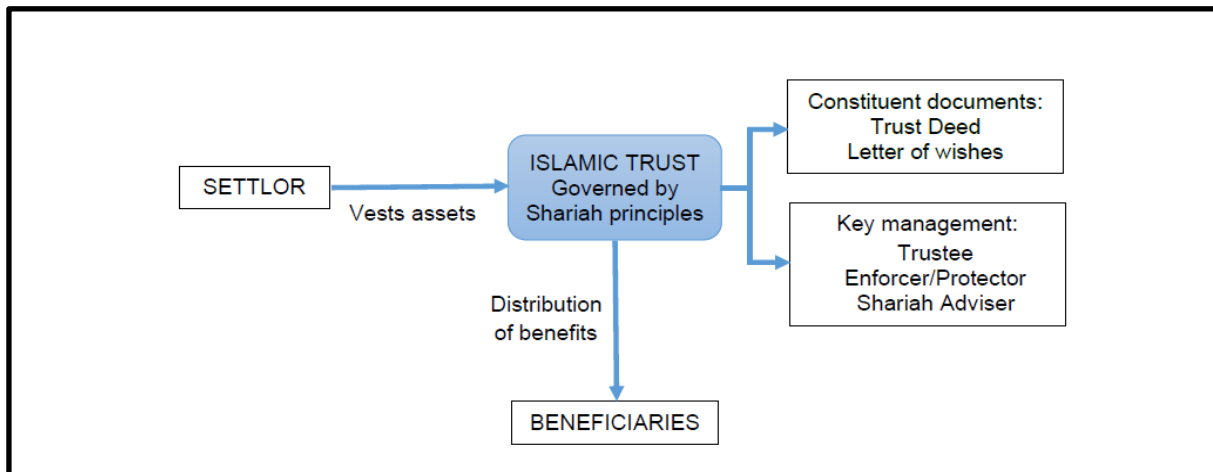 SETTLOR
Vests assets
ISLAMIC TRUST
Governed by
Shariah principles
Constituent documents:
Trust Deed
Letter of wishes
Key management:
Trustee
Enforcer/Protector
Shariah Adviser
Distribution
of benefits
BENEFICIARIES